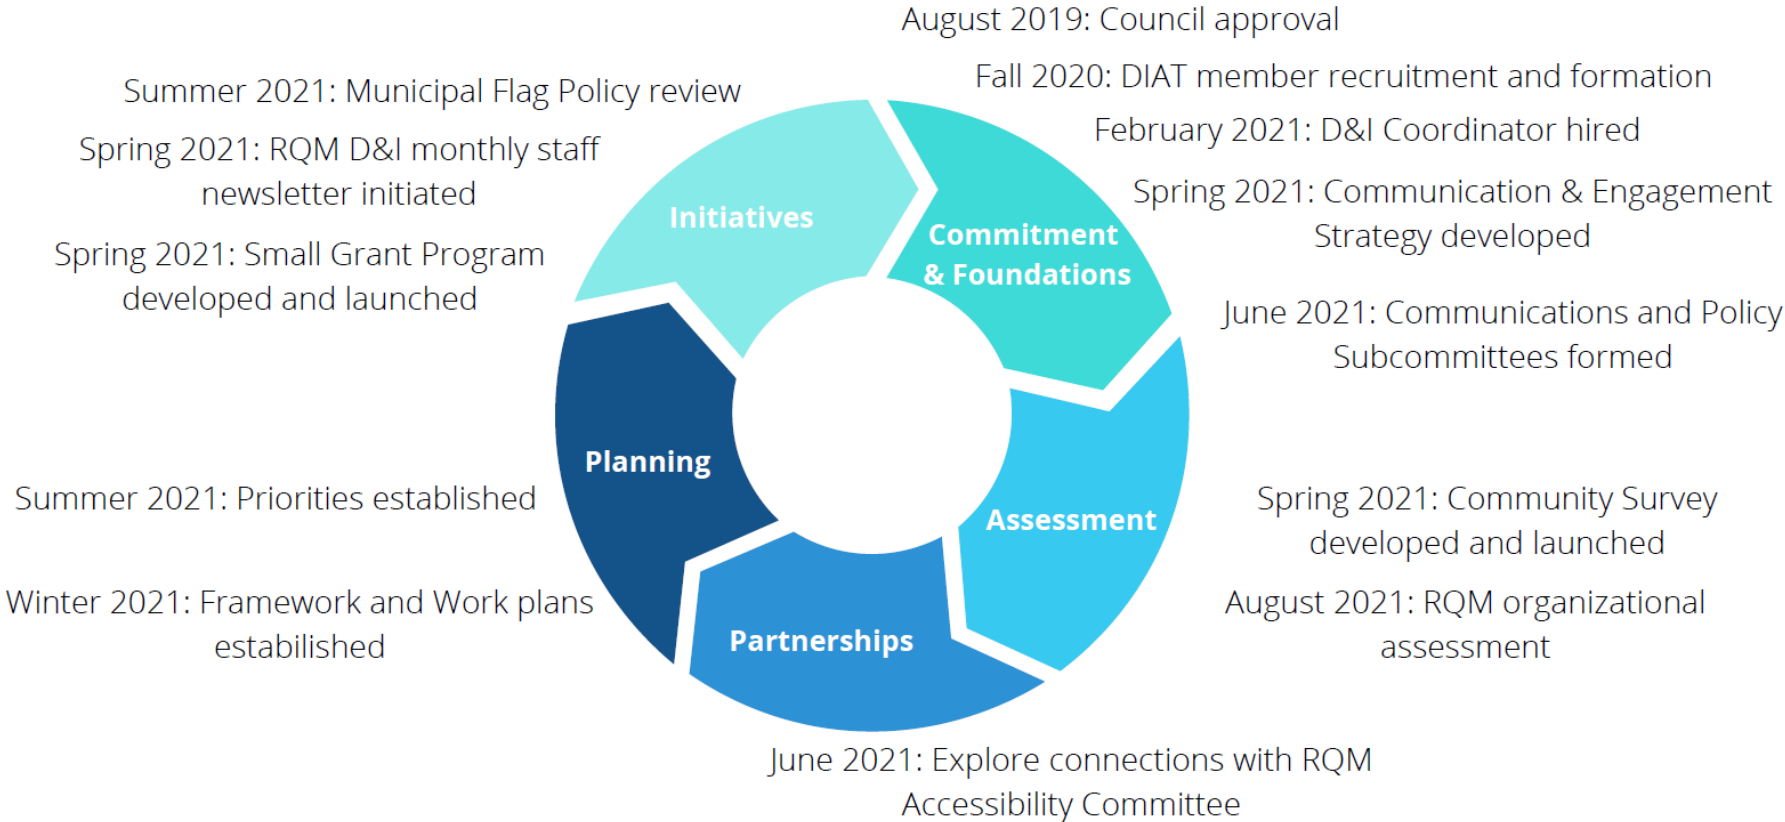 August 2019: Council approval
Fall 2020: DIAT member recruitment and formation
February 2021: D&I Coordinator hired
Spring 2021: Communication & Engagement
Strategy developed
June 2021: Communications and Policy
Subcommittees formed
Commitment
& Foundations
Spring 2021: Community Survey
developed and launched
August 2021: RQM organizational
assessment
Assessment
June 2021: Explore connections with RQM
Accessibility Committee
Partnerships
Summer 2021: Priorities established
Winter 2021: Framework and Work plans
estabilished
Planning
Summer 2021: Municipal Flag Policy review
Spring 2021: RQM D&I monthly staff
newsletter initiated
Spring 2021: Small Grant Program
developed and launched
Initiatives